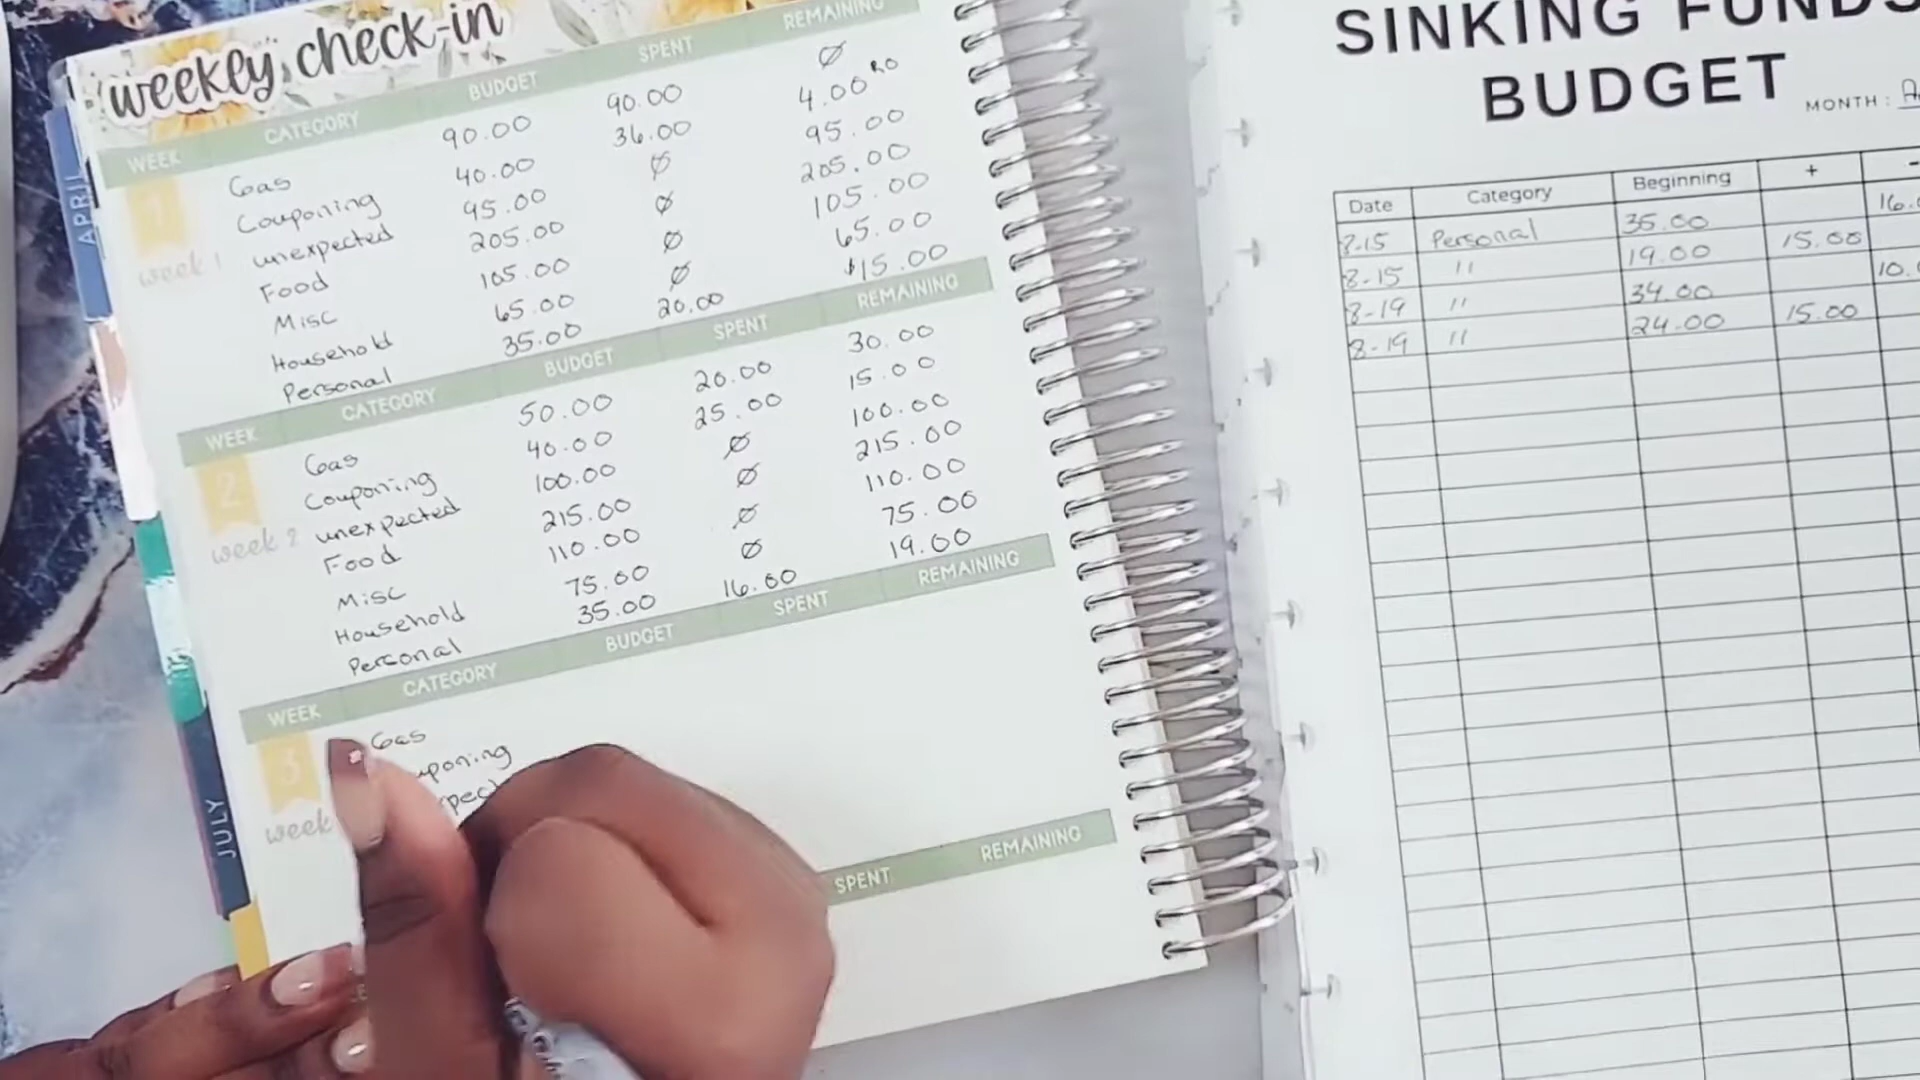 weekly check-in
WEEK CATEGORY BUDGET SPENT REMAINING
1
week 1
Gas 90.00 90.00 Ø
Couponing 40.00 36.00 4.00 RO
unexpected 95.00 Ø 95.00
Food 205.00 Ø 205.00
Misc 105.00 Ø 105.00
Household 65.00 Ø 65.00
Personal 35.00 20.00 $15.00
WEEK CATEGORY BUDGET SPENT REMAINING
2
week 2
Gas 50.00 20.00 30.00
Couponing 40.00 25.00 15.00
unexpected 100.00 Ø 100.00
Food 215.00 Ø 215.00
Misc 110.00 Ø 110.00
Household 75.00 Ø 75.00
Personal 35.00 16.00 19.00
WEEK CATEGORY BUDGET SPENT REMAINING
3
week
Gas
SPENT REMAINING
APRIL
JULY
SINKING FUNDS
BUDGET
MONTH:
Date Category Beginning + -
8-15 Personal 35.00
8-15 " 19.00 15.00
8-19 " 34.00
8-19 " 24.00 15.00